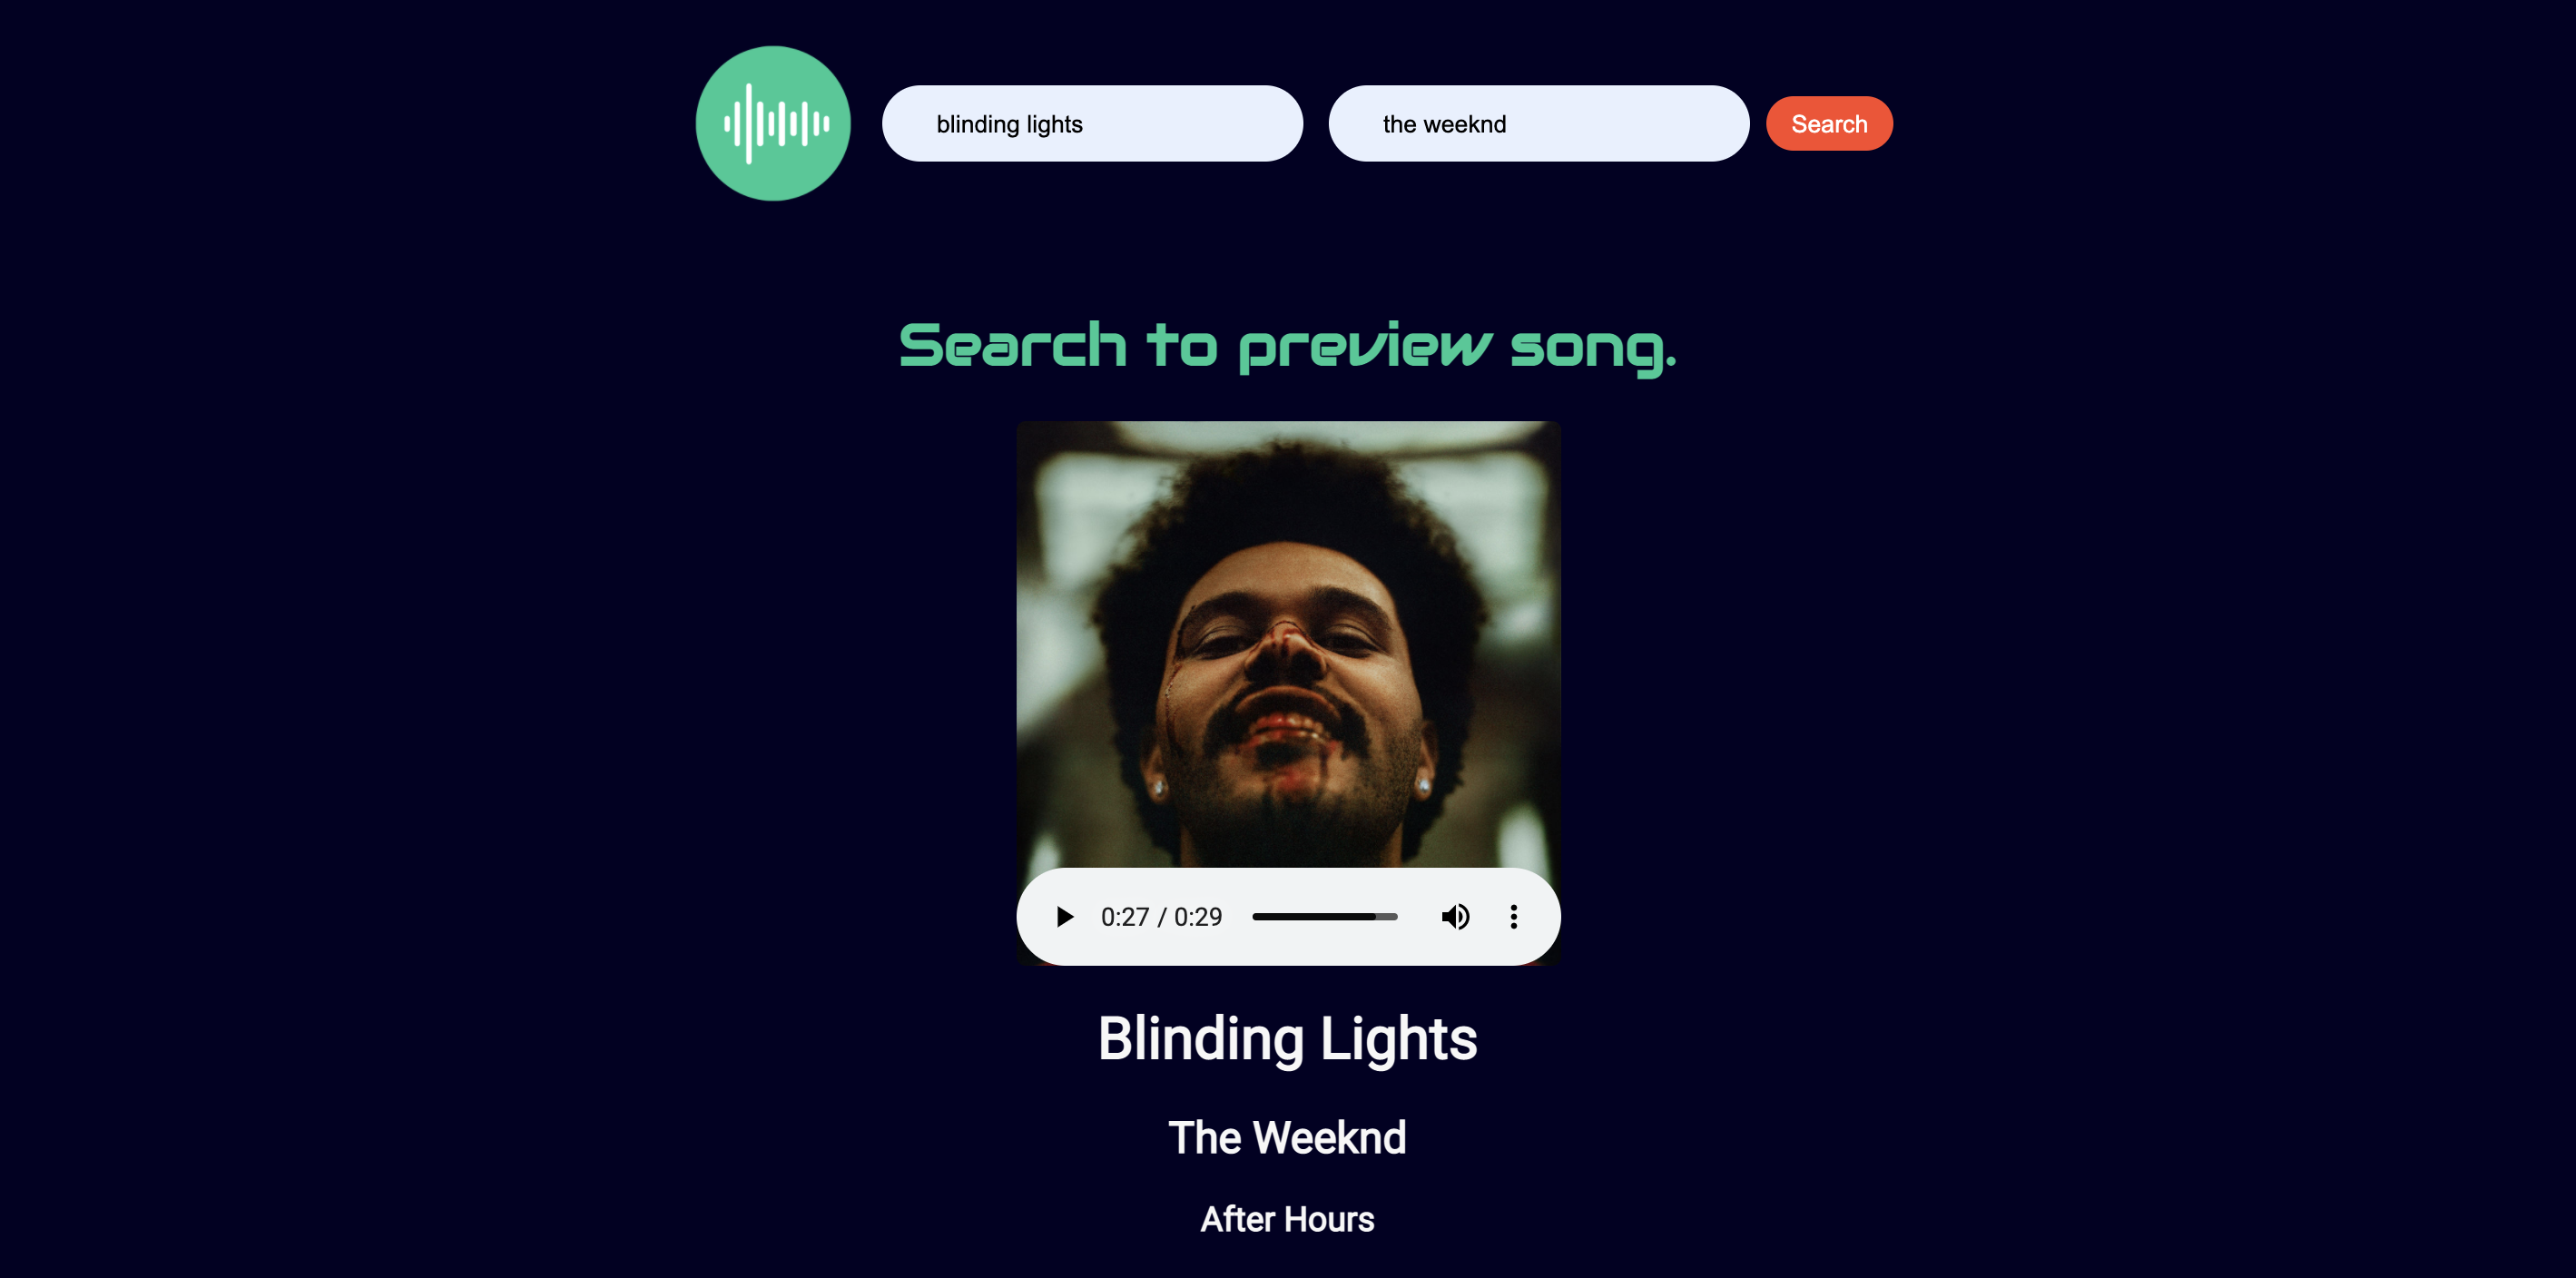 blinding lights
the weeknd
Search
Search to preview song.
0:27 / 0:29
Blinding Lights
The Weeknd
After Hours